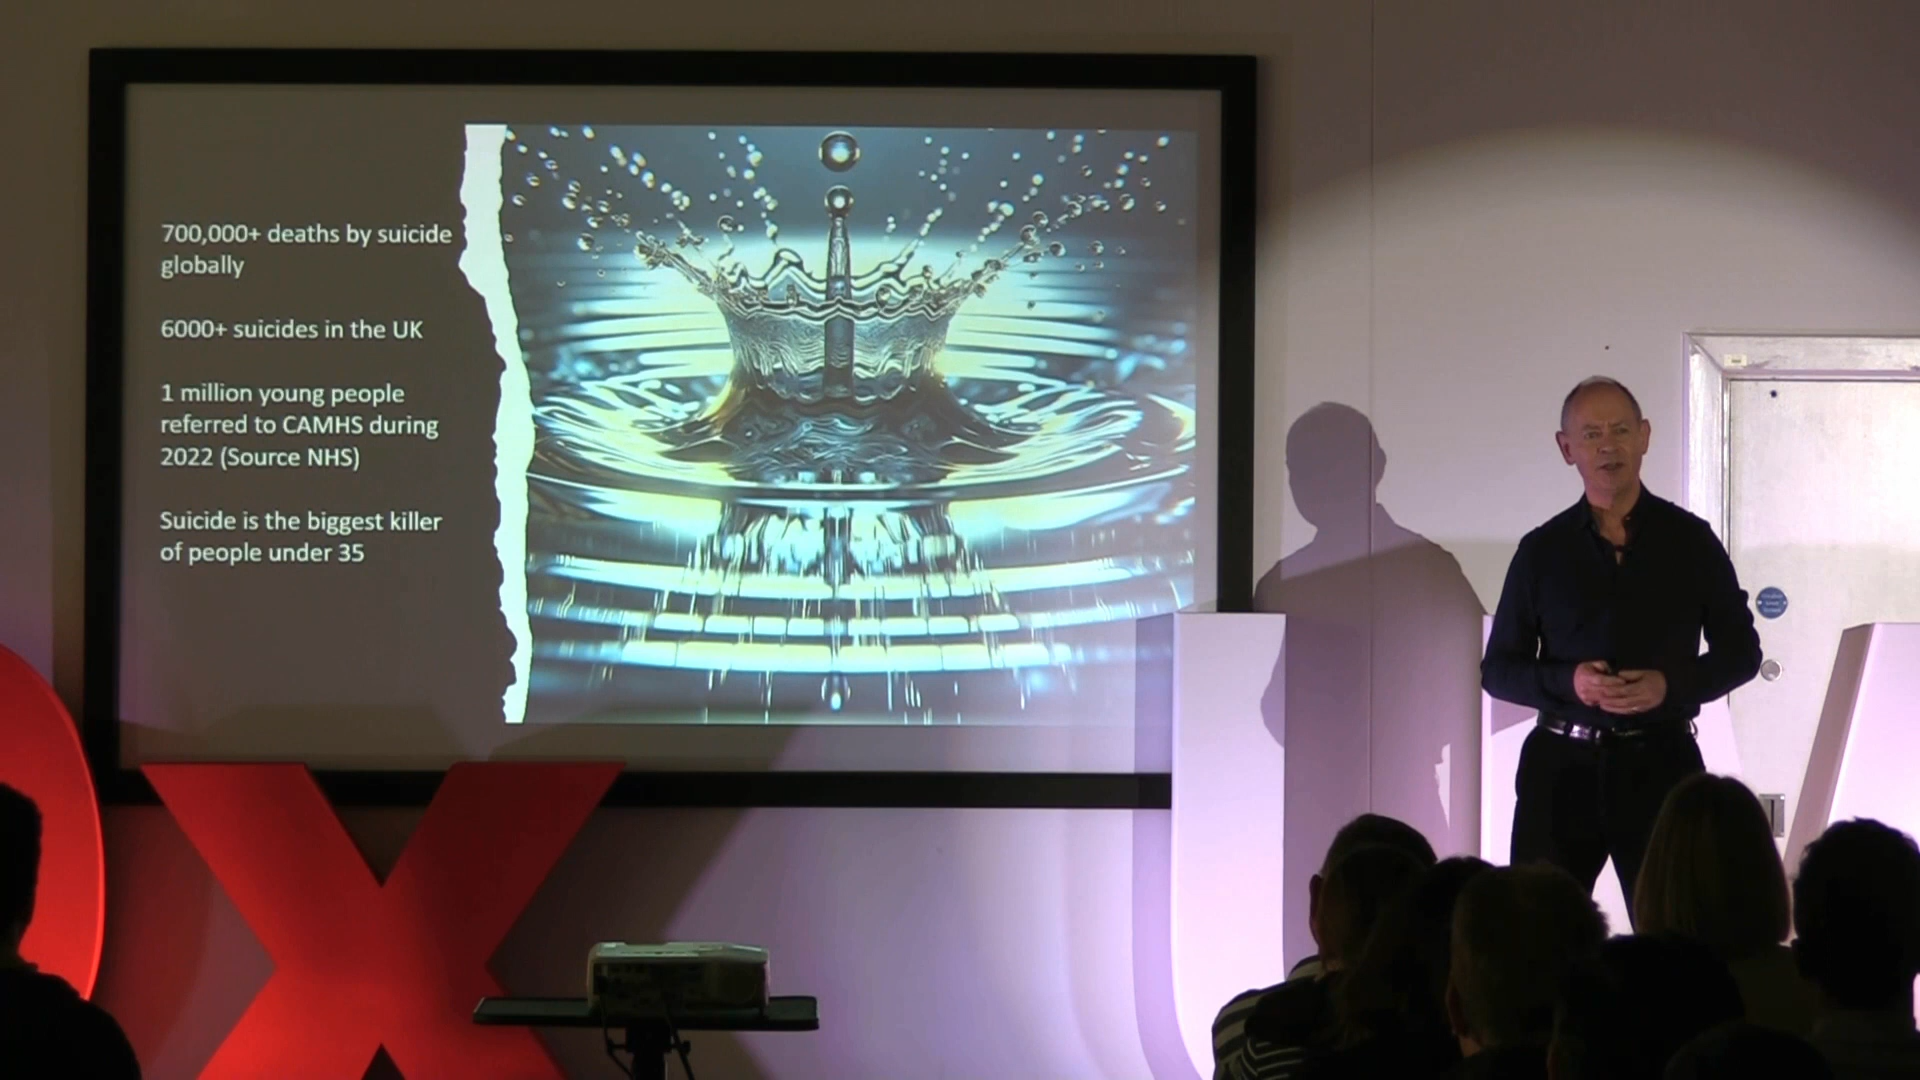 700,000+ deaths by suicide
globally
6000+ suicides in the UK
1 million young people
referred to CAMHS during
2022 (Source NHS)
Suicide is the biggest killer
of people under 35
X
U